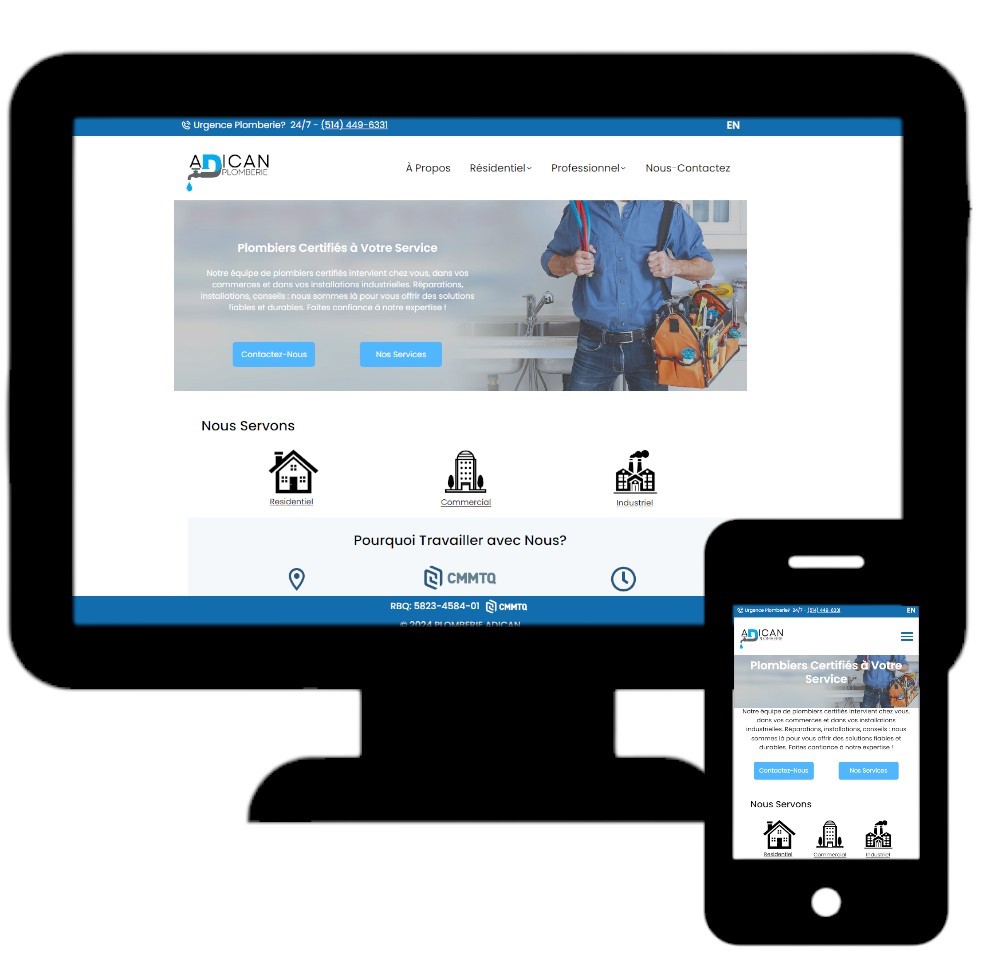 Urgence Plomberie? 24/7 - (514) 449-6331 EN
ADICAN
PLOMBERIE
À Propos Résidentiel Professionnel Nous-Contactez
Plombiers Certifiés à Votre Service
Notre équipe de plombiers certifiés intervient chez vous, dans vos
commerces et dans vos installations industrielles. Réparations,
installations, conseils : nous sommes là pour vous offrir des solutions
fiables et durables. Faites confiance à notre expertise !
Contactez-Nous Nos Services
Nous Servons
Residentiel Commercial Industriel
Pourquoi Travailler avec Nous?
CMMTQ
RBQ: 5823-4584-01 CMMTQ
© 2024 PLOMBERIE ADICAN
Urgence Plomberie? 24/7 - (514) 449-6331 EN
ADICAN
PLOMBERIE
Plombiers Certifiés à Votre
Service
Notre équipe de plombiers certifiés intervient chez vous,
dans vos commerces et dans vos installations
industrielles. Réparations, installations, conseils : nous
sommes là pour vous offrir des solutions fiables et
durables. Faites confiance à notre expertise !
Contactez-Nous Nos Services
Nous Servons
Residentiel Commercial Industriel